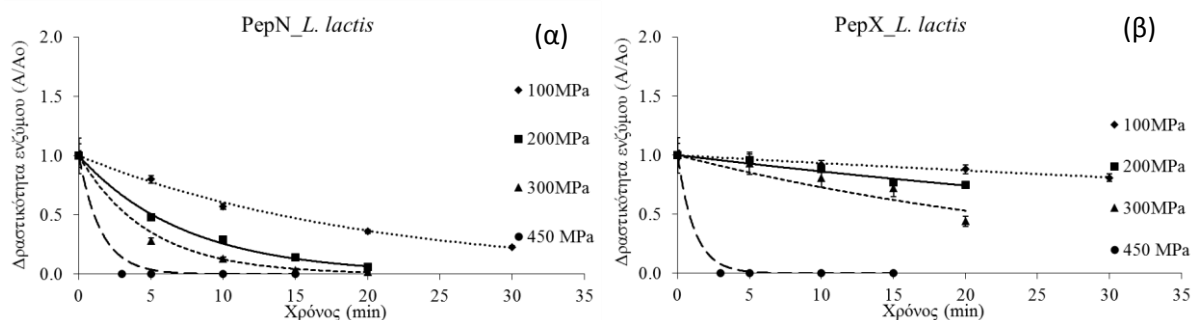 PepN_L. lactis
(α)
Δραστικότητα ενζύμου (A/Ao)
2.0
1.5
1.0
0.5
0.0
0 5 10 15 20 25 30 35
Χρόνος (min)
100MPa
200MPa
300MPa
450 MPa
PepX_L. lactis
(β)
Δραστικότητα ενζύμου (A/Ao)
2.0
1.5
1.0
0.5
0.0
0 5 10 15 20 25 30 35
Χρόνος (min)
100MPa
200MPa
300MPa
450 MPa